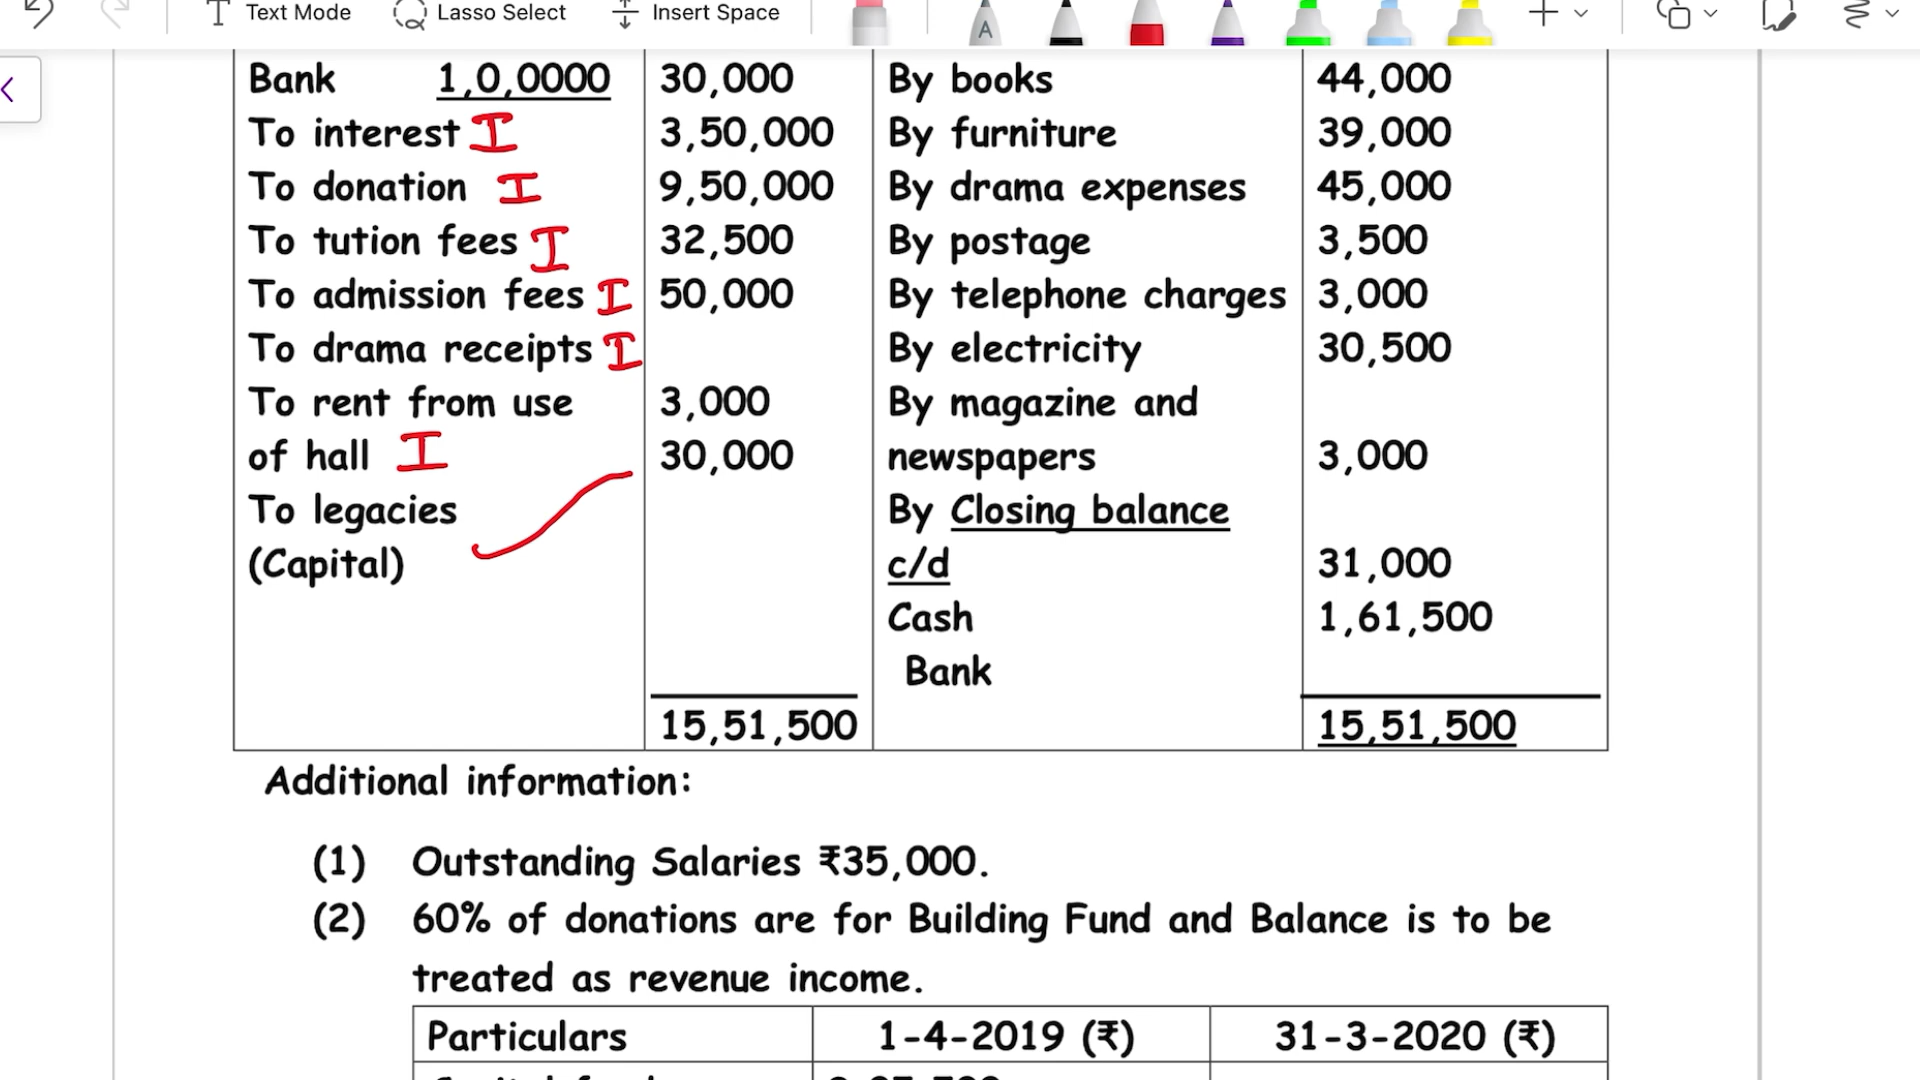 Text Mode Lasso Select Insert Space
A
Bank 1,0,0000 30,000 By books 44,000
To interest I 3,50,000 By furniture 39,000
To donation I 9,50,000 By drama expenses 45,000
To tution fees I 32,500 By postage 3,500
To admission fees I 50,000 By telephone charges 3,000
To drama receipts I By electricity 30,500
To rent from use 3,000 By magazine and
of hall I 30,000 newspapers 3,000
To legacies By Closing balance
(Capital) c/d 31,000
Cash 1,61,500
Bank
15,51,500 15,51,500
Additional information:
(1) Outstanding Salaries ₹35,000.
(2) 60% of donations are for Building Fund and Balance is to be
treated as revenue income.
Particulars 1-4-2019 (₹) 31-3-2020 (₹)